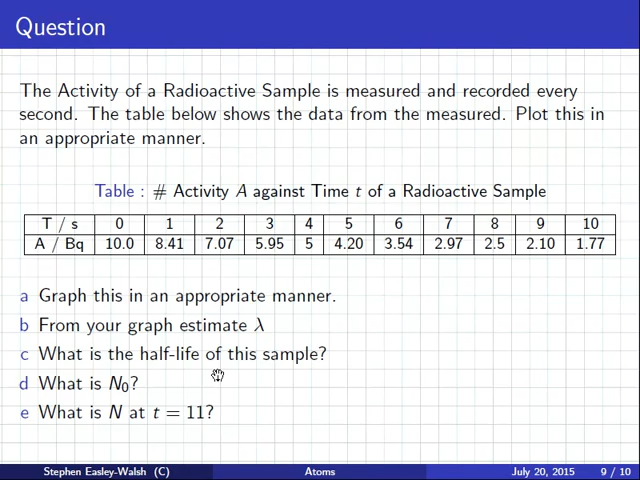 Question
The Activity of a Radioactive Sample is measured and recorded every
second. The table below shows the data from the measured. Plot this in
an appropriate manner.
Table : # Activity A against Time t of a Radioactive Sample
T / s 0 1 2 3 4 5 6 7 8 9 10
A / Bq 10.0 8.41 7.07 5.95 5 4.20 3.54 2.97 2.5 2.10 1.77
a Graph this in an appropriate manner.
b From your graph estimate λ
c What is the half-life of this sample?
d What is N₀?
e What is N at t = 11?
Stephen Easley-Walsh (C) Atoms July 20, 2015 9 / 10